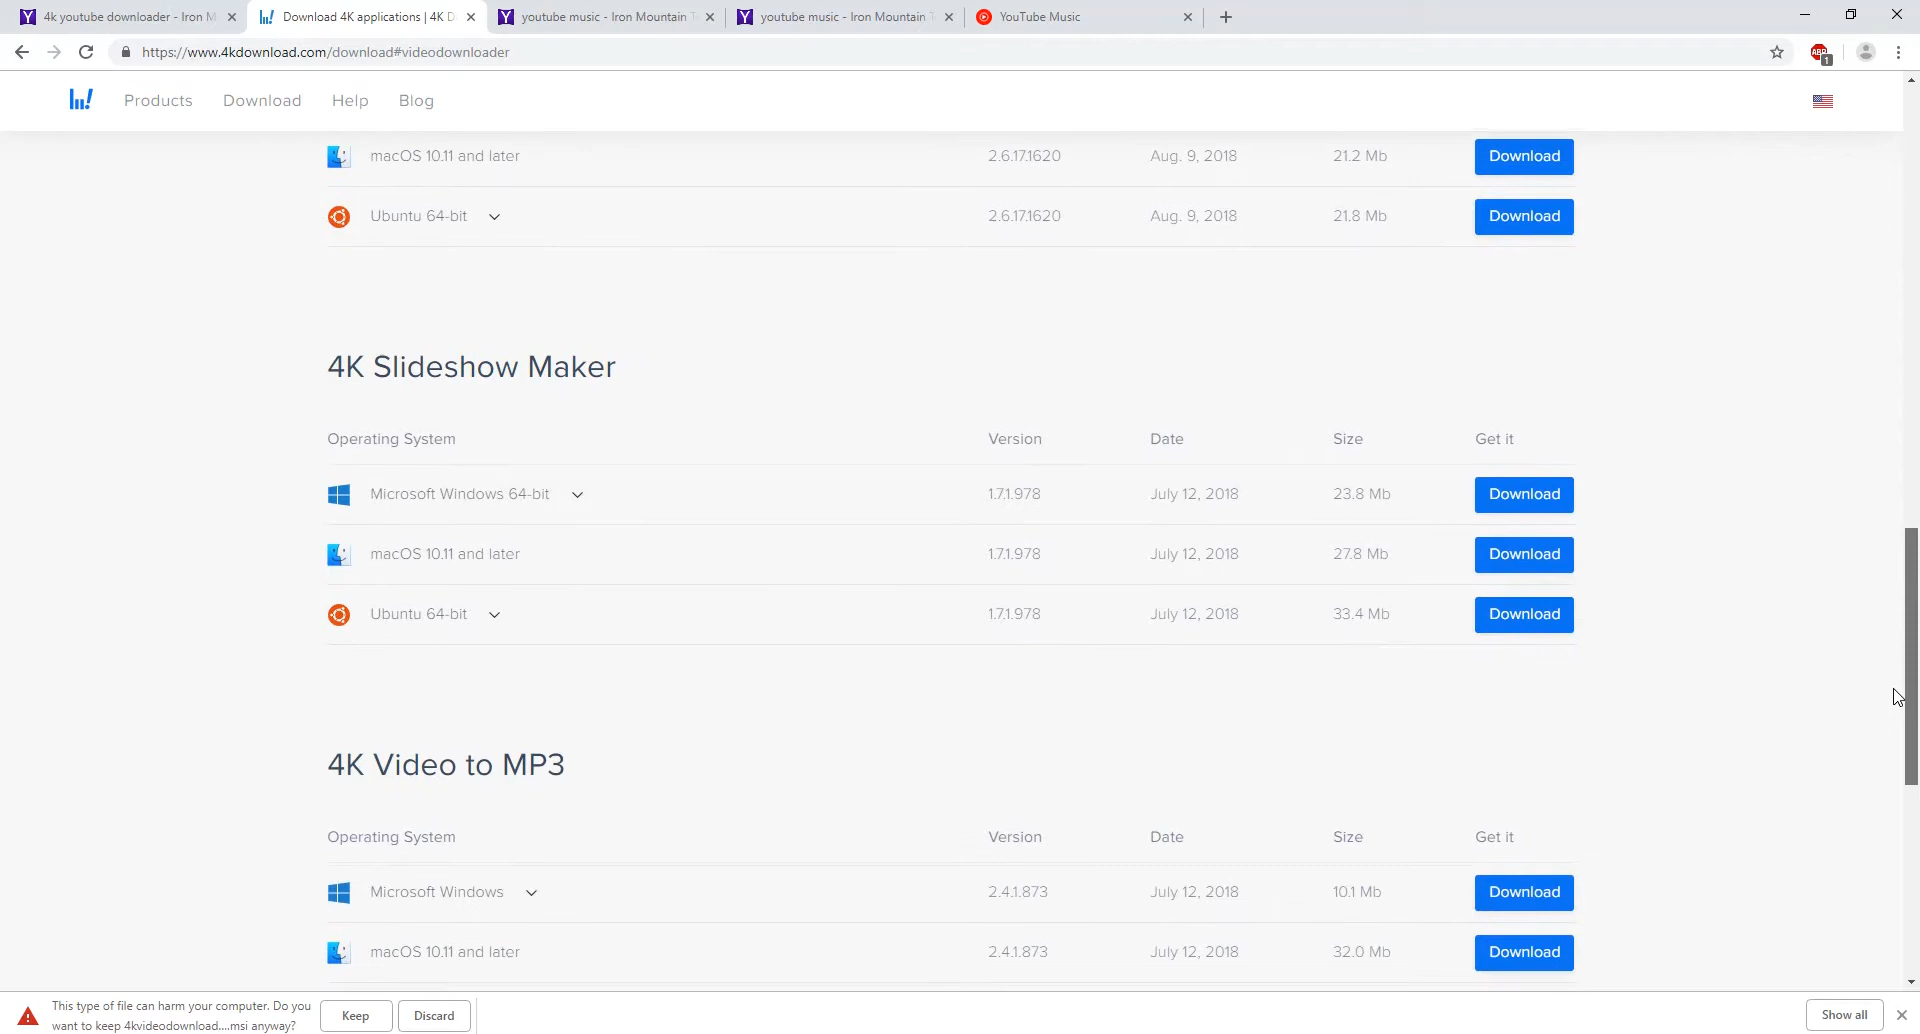 4k youtube downloader - Iron M
Download 4K applications | 4K D
youtube music - Iron Mountain T
youtube music - Iron Mountain T
YouTube Music
https://www.4kdownload.com/download#videodownloader
ABP
1
Products Download Help Blog
macOS 10.11 and later 2.6.17.1620 Aug. 9, 2018 21.2 Mb Download
Ubuntu 64-bit 2.6.17.1620 Aug. 9, 2018 21.8 Mb Download
4K Slideshow Maker
Operating System Version Date Size Get it
Microsoft Windows 64-bit 1.7.1.978 July 12, 2018 23.8 Mb Download
macOS 10.11 and later 1.7.1.978 July 12, 2018 27.8 Mb Download
Ubuntu 64-bit 1.7.1.978 July 12, 2018 33.4 Mb Download
4K Video to MP3
Operating System Version Date Size Get it
Microsoft Windows 2.4.1.873 July 12, 2018 10.1 Mb Download
macOS 10.11 and later 2.4.1.873 July 12, 2018 32.0 Mb Download
This type of file can harm your computer. Do you
want to keep 4kvideodownload....msi anyway?
Keep Discard Show all